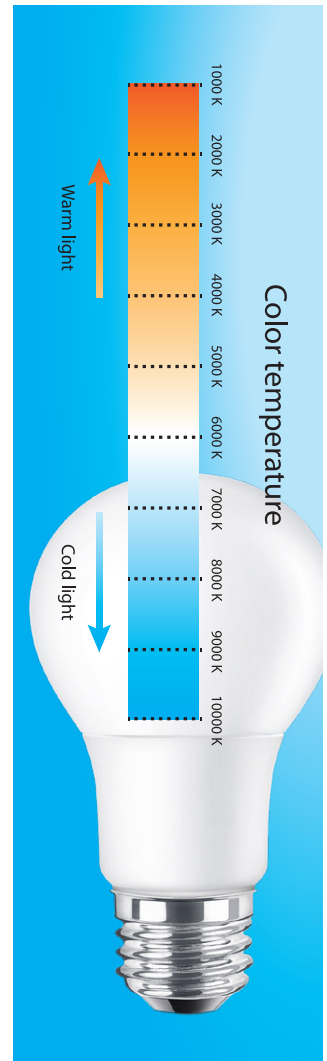 Color temperature
1000 K
2000 K
3000 K
4000 K
5000 K
6000 K
7000 K
8000 K
9000 K
10000 K
Warm light
Cold light